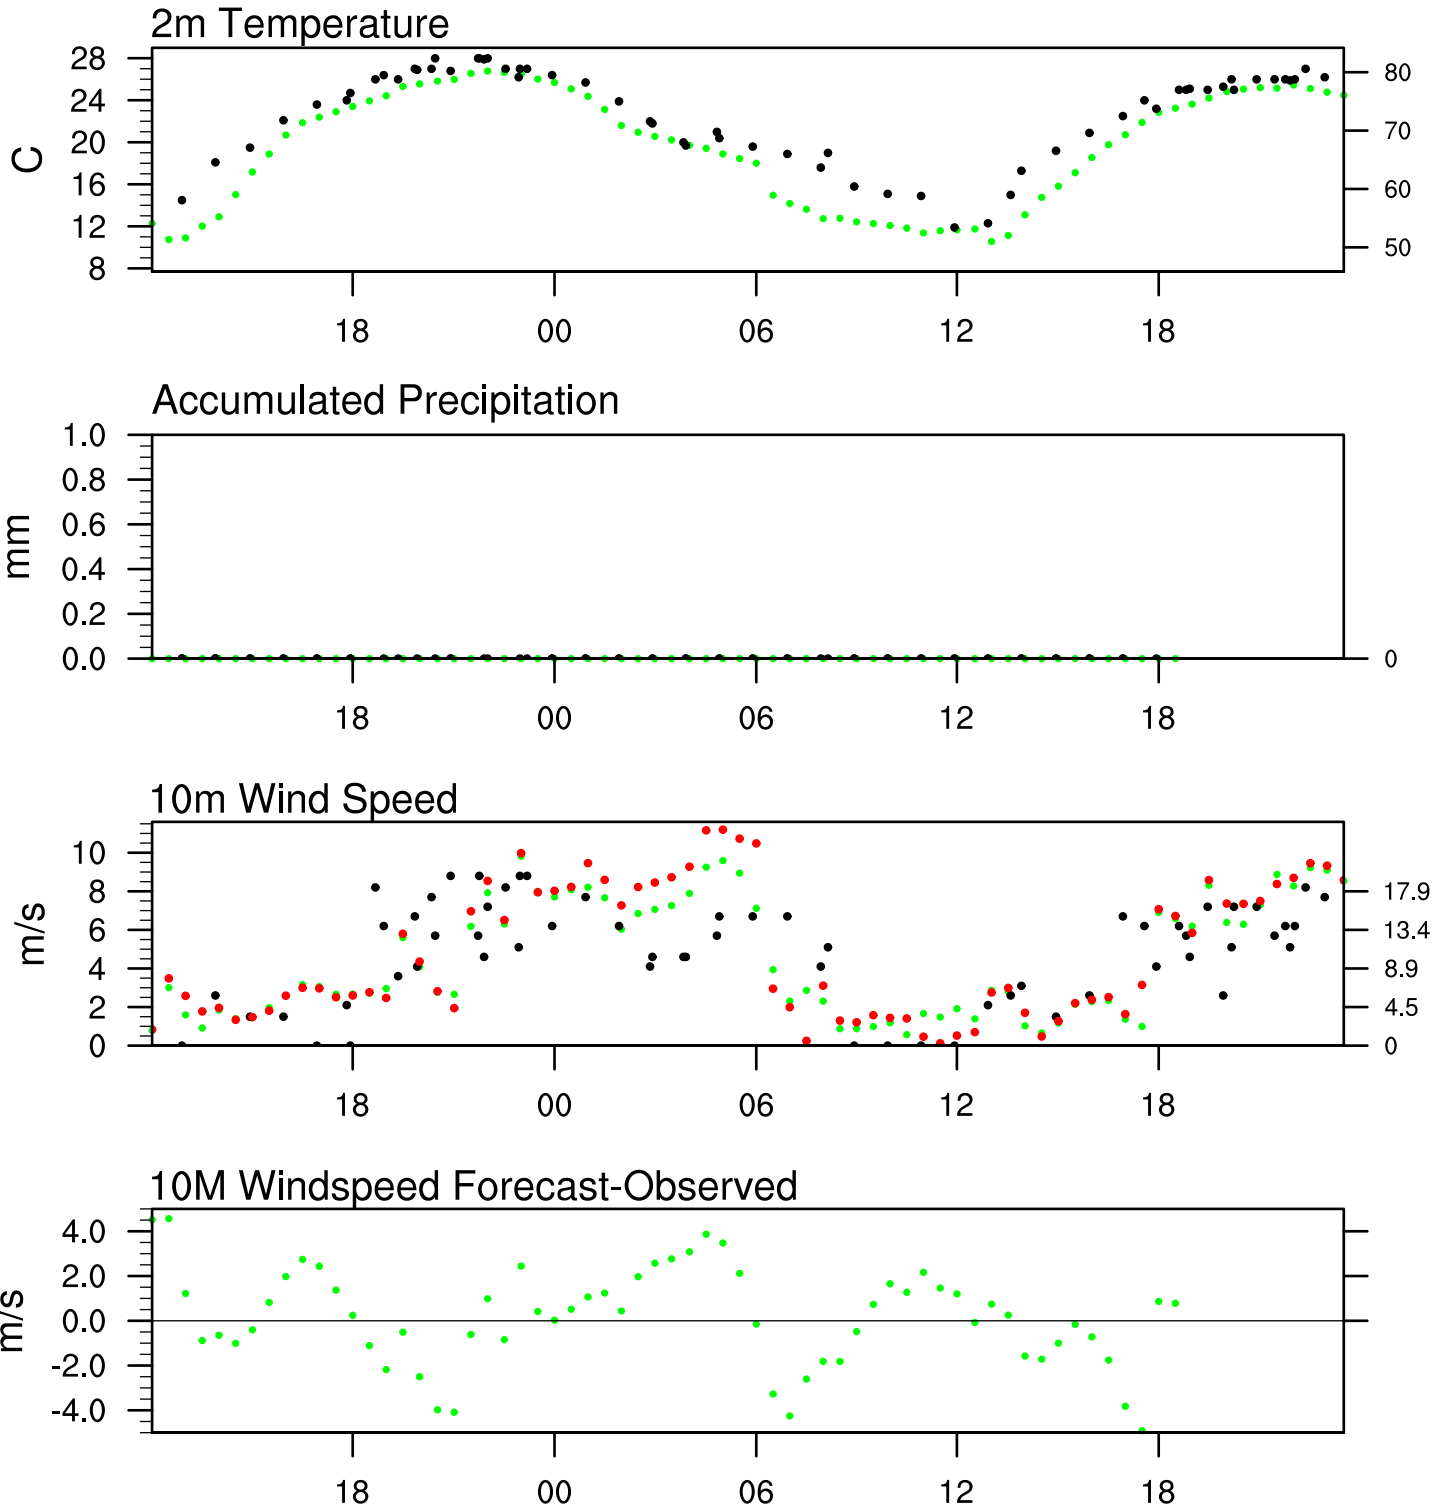 2m Temperature
28
24
20
16
12
8
C
80
70
60
50
18 00 06 12 18
Accumulated Precipitation
1.0
0.8
0.6
0.4
0.2
0.0
mm
0
18 00 06 12 18
10m Wind Speed
10
8
6
4
2
0
m/s
17.9
13.4
8.9
4.5
0
18 00 06 12 18
10M Windspeed Forecast-Observed
4.0
2.0
0.0
-2.0
-4.0
m/s
18 00 06 12 18